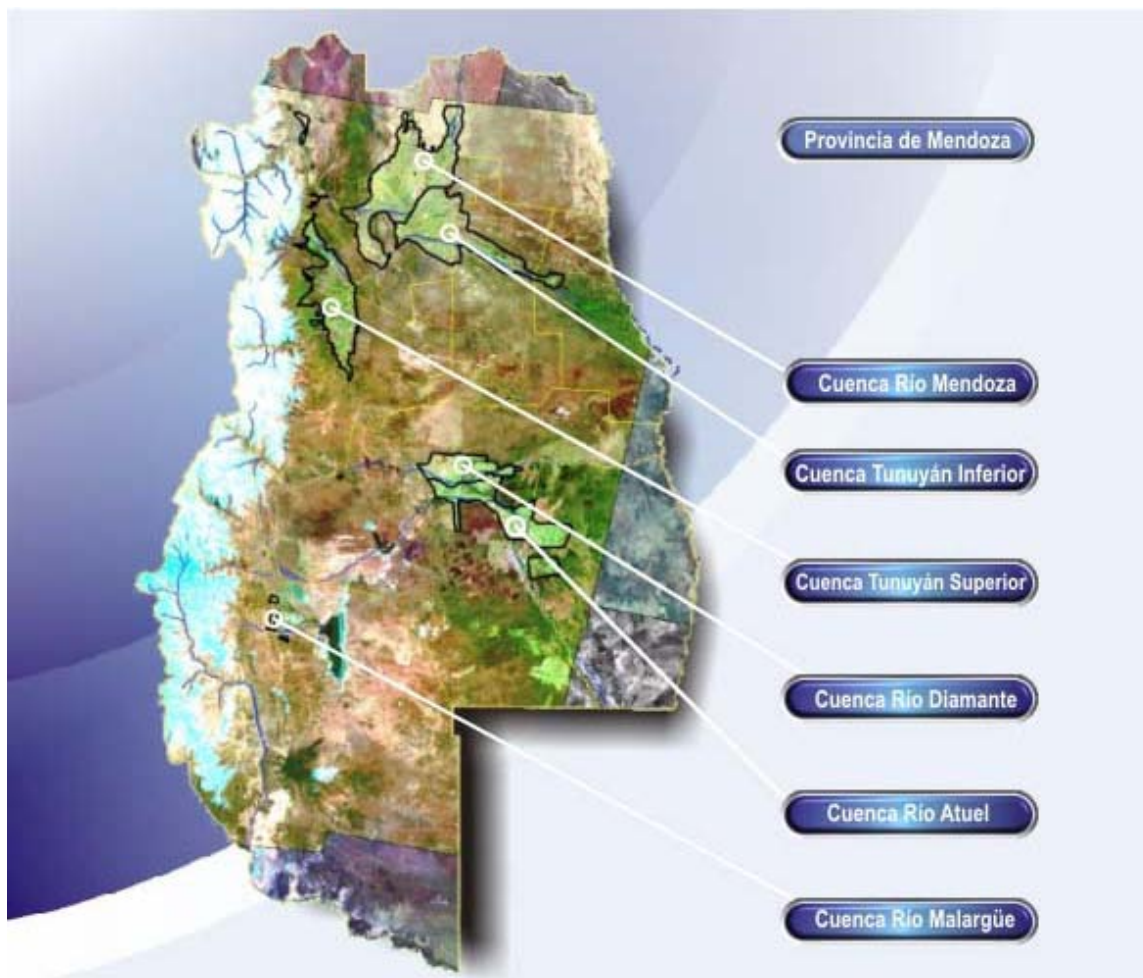 Provincia de Mendoza
Cuenca Río Mendoza
Cuenca Tunuyán Inferior
Cuenca Tunuyán Superior
Cuenca Río Diamante
Cuenca Río Atuel
Cuenca Río Malargüe